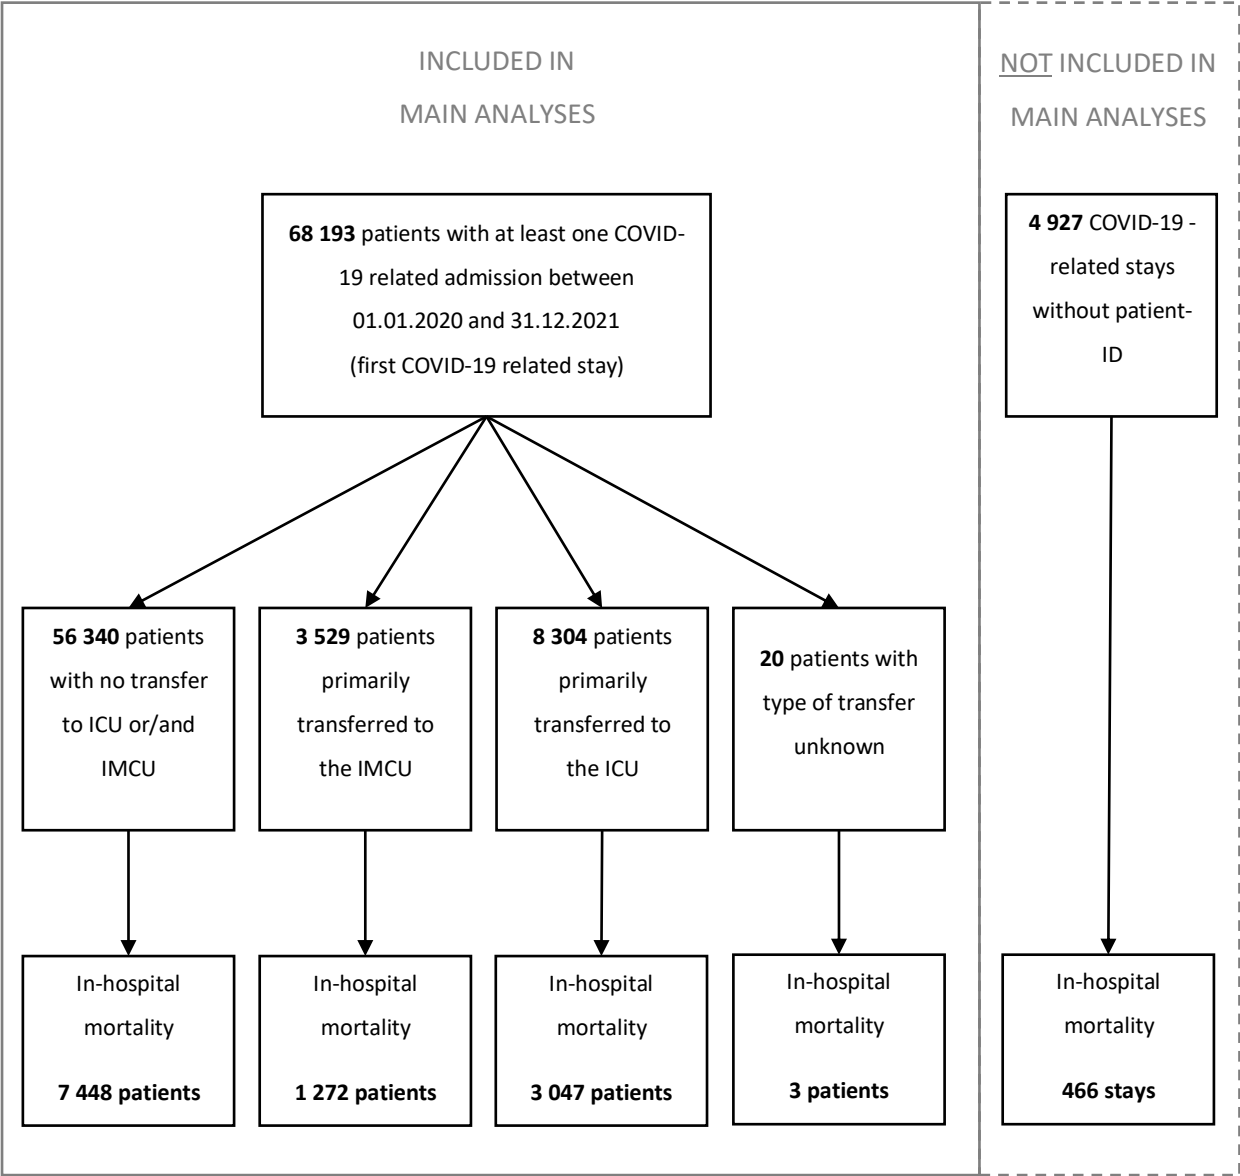 INCLUDED IN
MAIN ANALYSES
NOT INCLUDED IN
MAIN ANALYSES
68 193 patients with at least one COVID-
19 related admission between
01.01.2020 and 31.12.2021
(first COVID-19 related stay)
4 927 COVID-19 -
related stays
without patient-
ID
56 340 patients
with no transfer
to ICU or/and
IMCU
3 529 patients
primarily
transferred to
the IMCU
8 304 patients
primarily
transferred to
the ICU
20 patients with
type of transfer
unknown
In-hospital
mortality
7 448 patients
In-hospital
mortality
1 272 patients
In-hospital
mortality
3 047 patients
In-hospital
mortality
3 patients
In-hospital
mortality
466 stays